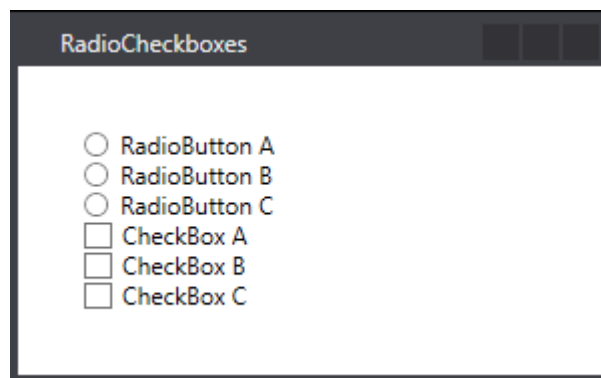 RadioCheckboxes
RadioButton A
RadioButton B
RadioButton C
CheckBox A
CheckBox B
CheckBox C